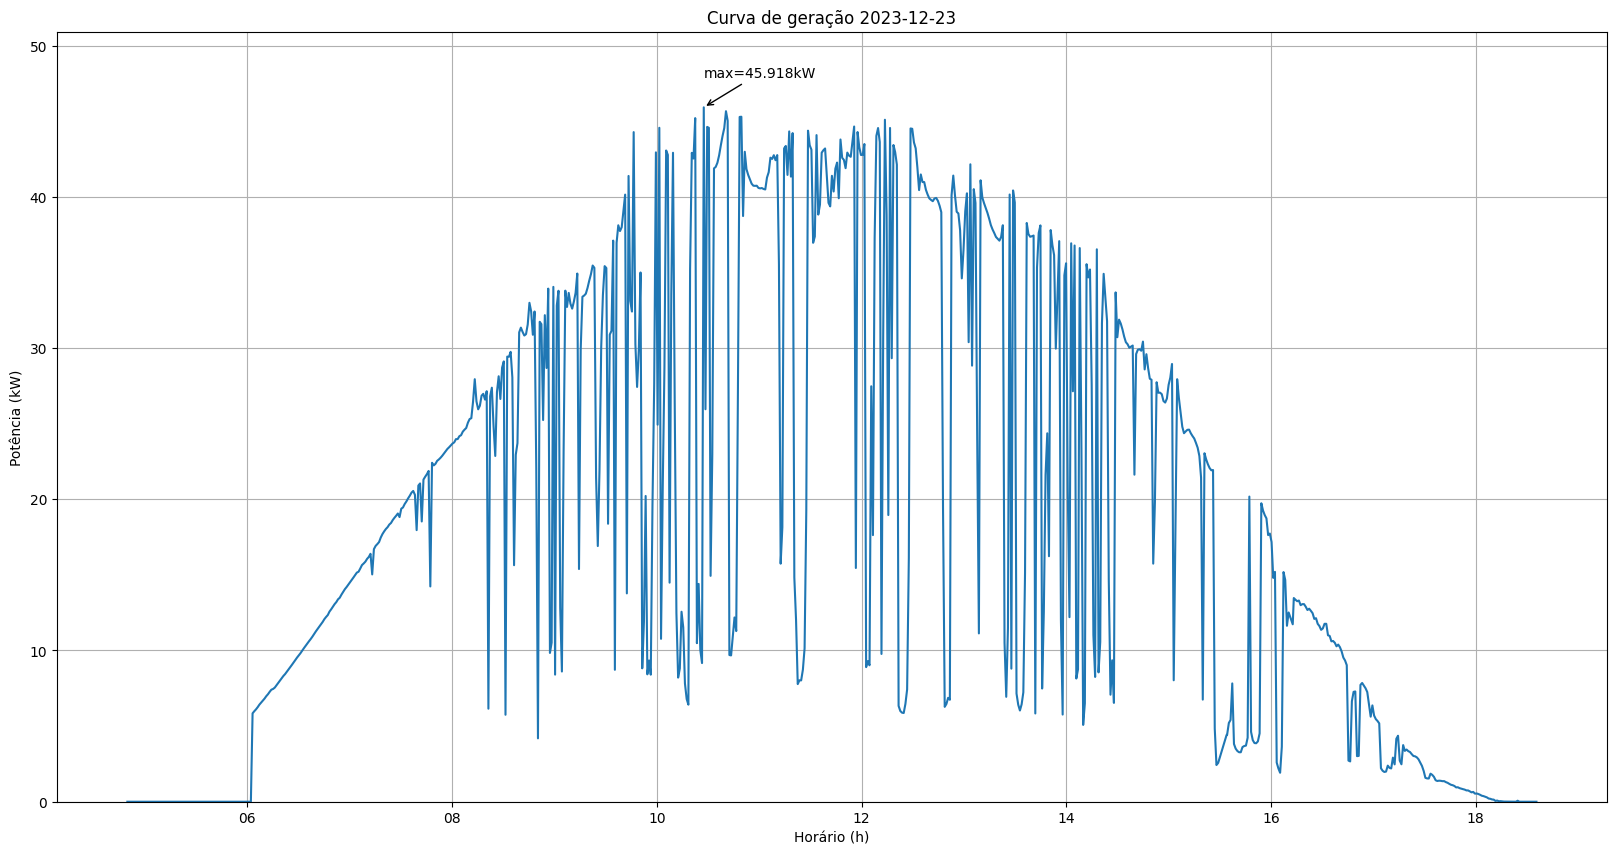 Curva de geração 2023-12-23
max=45.918kW
50
40
30
20
10
0
Potência (kW)
06 08 10 12 14 16 18
Horário (h)